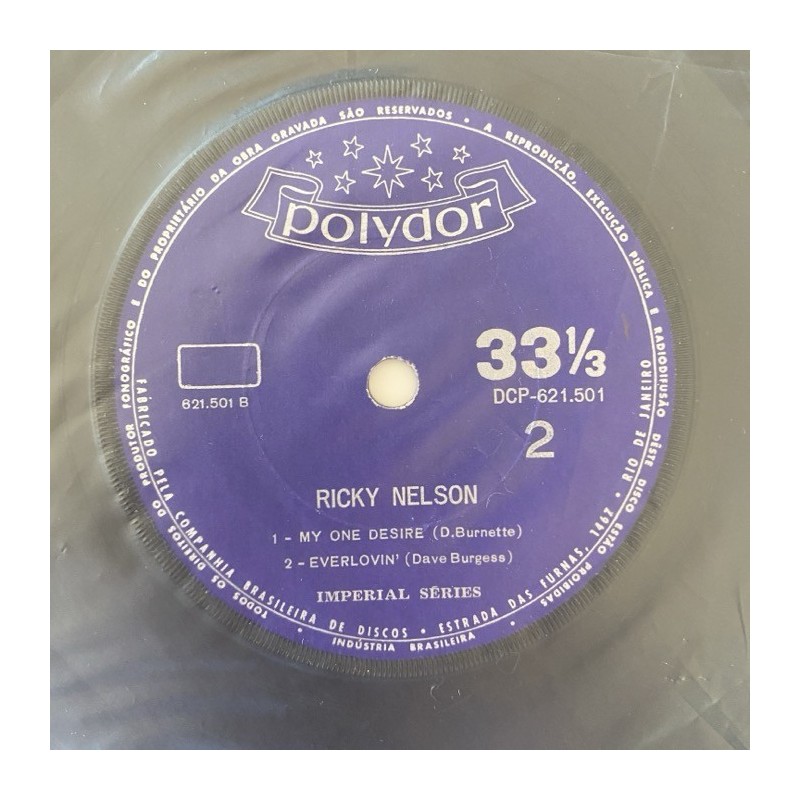 TODOS OS DIREITOS DO PRODUTOR FONOGRÁFICO E DO PROPRIETÁRIO DA OBRA GRAVADA SÃO RESERVADOS • A REPRODUÇÃO, EXECUÇÃO PÚBLICA E RADIODIFUSÃO DÊSTE DISCO ESTÃO PROIBIDAS
polydor
33⅓
621.501 B
DCP-621.501
2
RICKY NELSON
1 - MY ONE DESIRE (D.Burnette)
2 - EVERLOVIN' (Dave Burgess)
IMPERIAL SÉRIES
FABRICADO PELA COMPANHIA BRASILEIRA DE DISCOS • ESTRADA DAS FURNAS, 1467 • RIO DE JANEIRO
• INDÚSTRIA BRASILEIRA •